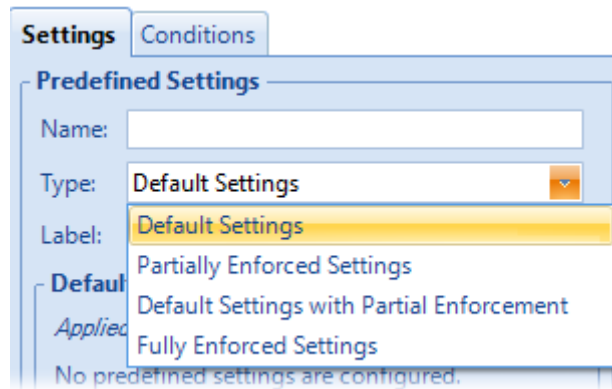 Settings Conditions
Predefined Settings
Name:
Type: Default Settings
Label: Default Settings
Partially Enforced Settings
Default Settings with Partial Enforcement
Applied
Fully Enforced Settings
No predefined settings are configured.